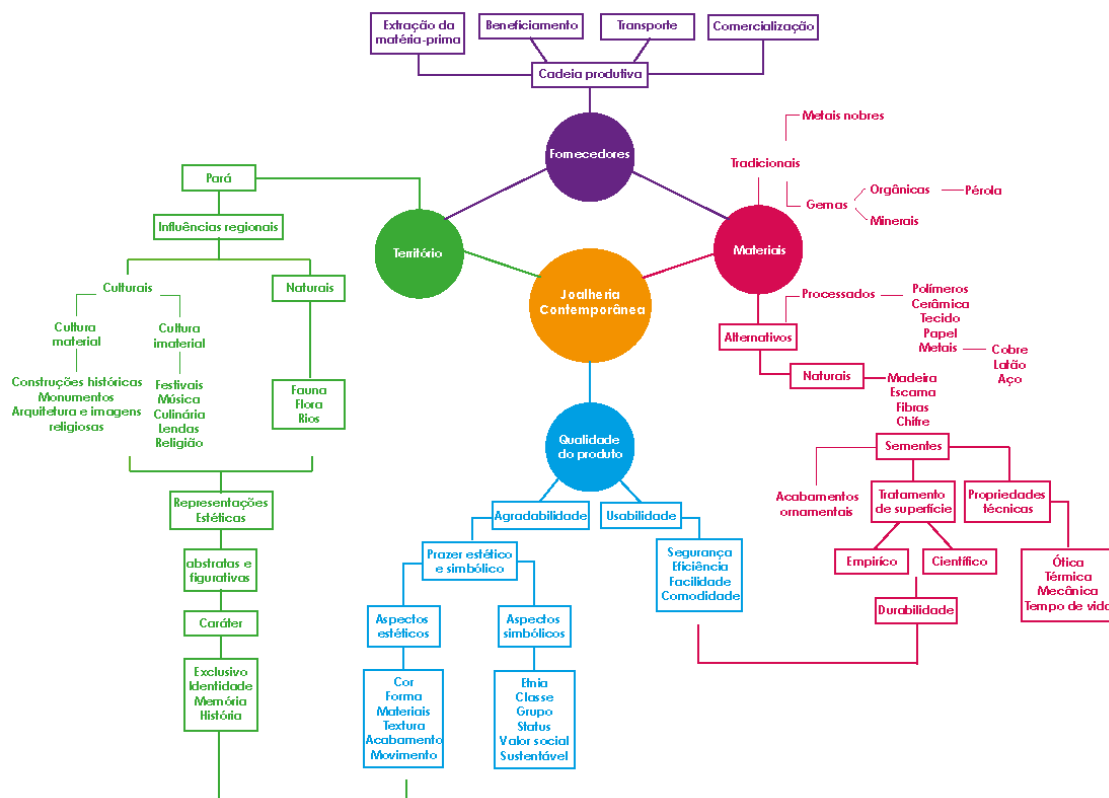 Extração da
matéria-prima
Beneficiamento
Transporte
Comercialização
Cadeia produtiva
Fornecedores
Metais nobres
Tradicionais
Gemas
Orgânicas
Pérola
Minerais
Materiais
Pará
Influências regionais
Território
Culturais
Naturais
Cultura
material
Cultura
imaterial
Construções históricas
Monumentos
Arquitetura e imagens
religiosas
Festivais
Música
Culinária
Lendas
Religião
Fauna
Flora
Rios
Joalheria
Contemporânea
Processados
Polímeros
Cerâmica
Tecido
Papel
Metais
Cobre
Latão
Aço
Alternativos
Naturais
Madeira
Escama
Fibras
Chifre
Sementes
Acabamentos
ornamentais
Tratamento
de superfície
Propriedades
técnicas
Empiríco
Científico
Ótica
Térmica
Mecânica
Tempo de vida
Durabilidade
Qualidade
do produto
Agradabilidade
Usabilidade
Prazer estético
e simbólico
Segurança
Eficiência
Facilidade
Comodidade
Aspectos
estéticos
Aspectos
simbólicos
Cor
Forma
Materiais
Textura
Acabamento
Movimento
Etnia
Classe
Grupo
Status
Valor social
Sustentável
Representações
Estéticas
abstratas e
figurativas
Caráter
Exclusivo
Identidade
Memória
História